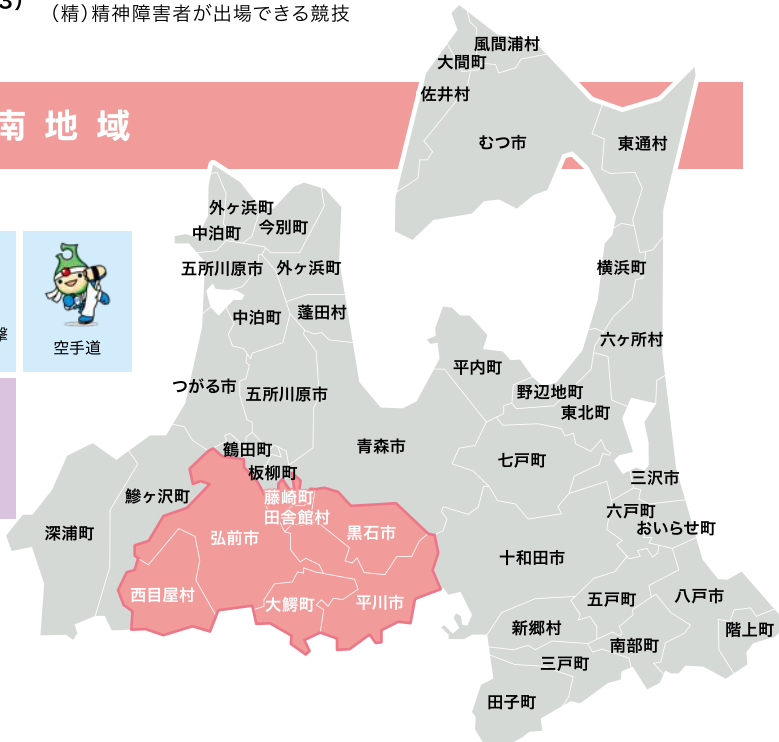 3)
(精)精神障害者が出場できる競技
南地域
風間浦村
大間町
佐井村
むつ市
東通村
外ヶ浜町
中泊町
今別町
五所川原市
外ヶ浜町
横浜町
中泊町
蓬田村
空手道
六ヶ所村
平内町
つがる市
五所川原市
野辺地町
東北町
青森市
鶴田町
七戸町
板柳町
三沢市
鰺ヶ沢町
藤崎町
田舎館村
六戸町
おいらせ町
深浦町
弘前市
黒石市
十和田市
西目屋村
大鰐町
平川市
五戸町
八戸市
新郷村
階上町
南部町
三戸町
田子町